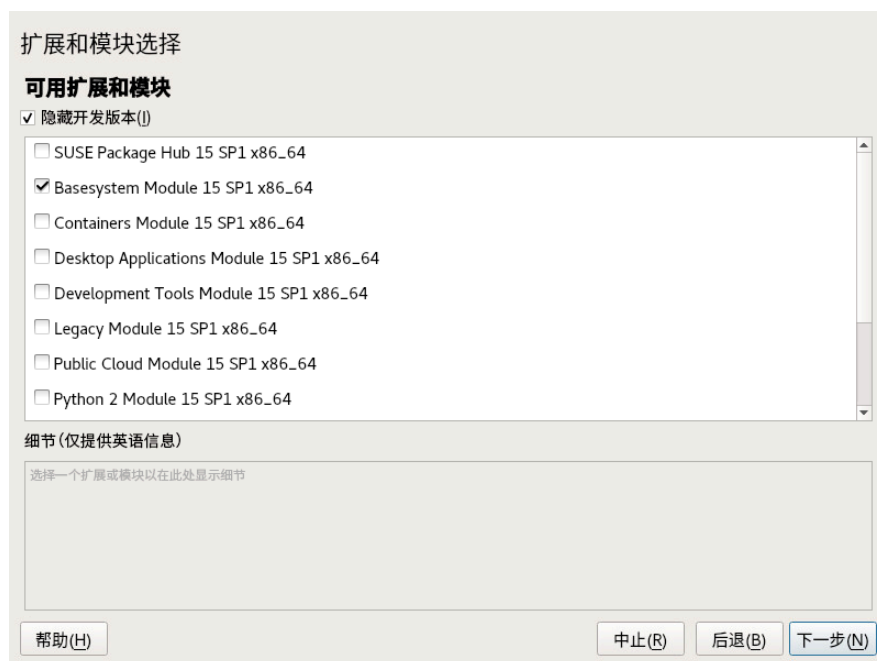 扩展和模块选择
可用扩展和模块
隐藏开发版本(I)
SUSE Package Hub 15 SP1 x86_64
Basesystem Module 15 SP1 x86_64
Containers Module 15 SP1 x86_64
Desktop Applications Module 15 SP1 x86_64
Development Tools Module 15 SP1 x86_64
Legacy Module 15 SP1 x86_64
Public Cloud Module 15 SP1 x86_64
Python 2 Module 15 SP1 x86_64
细节(仅提供英语信息)
选择一个扩展或模块以在此处显示细节
帮助(H) 中止(R) 后退(B) 下一步(N)